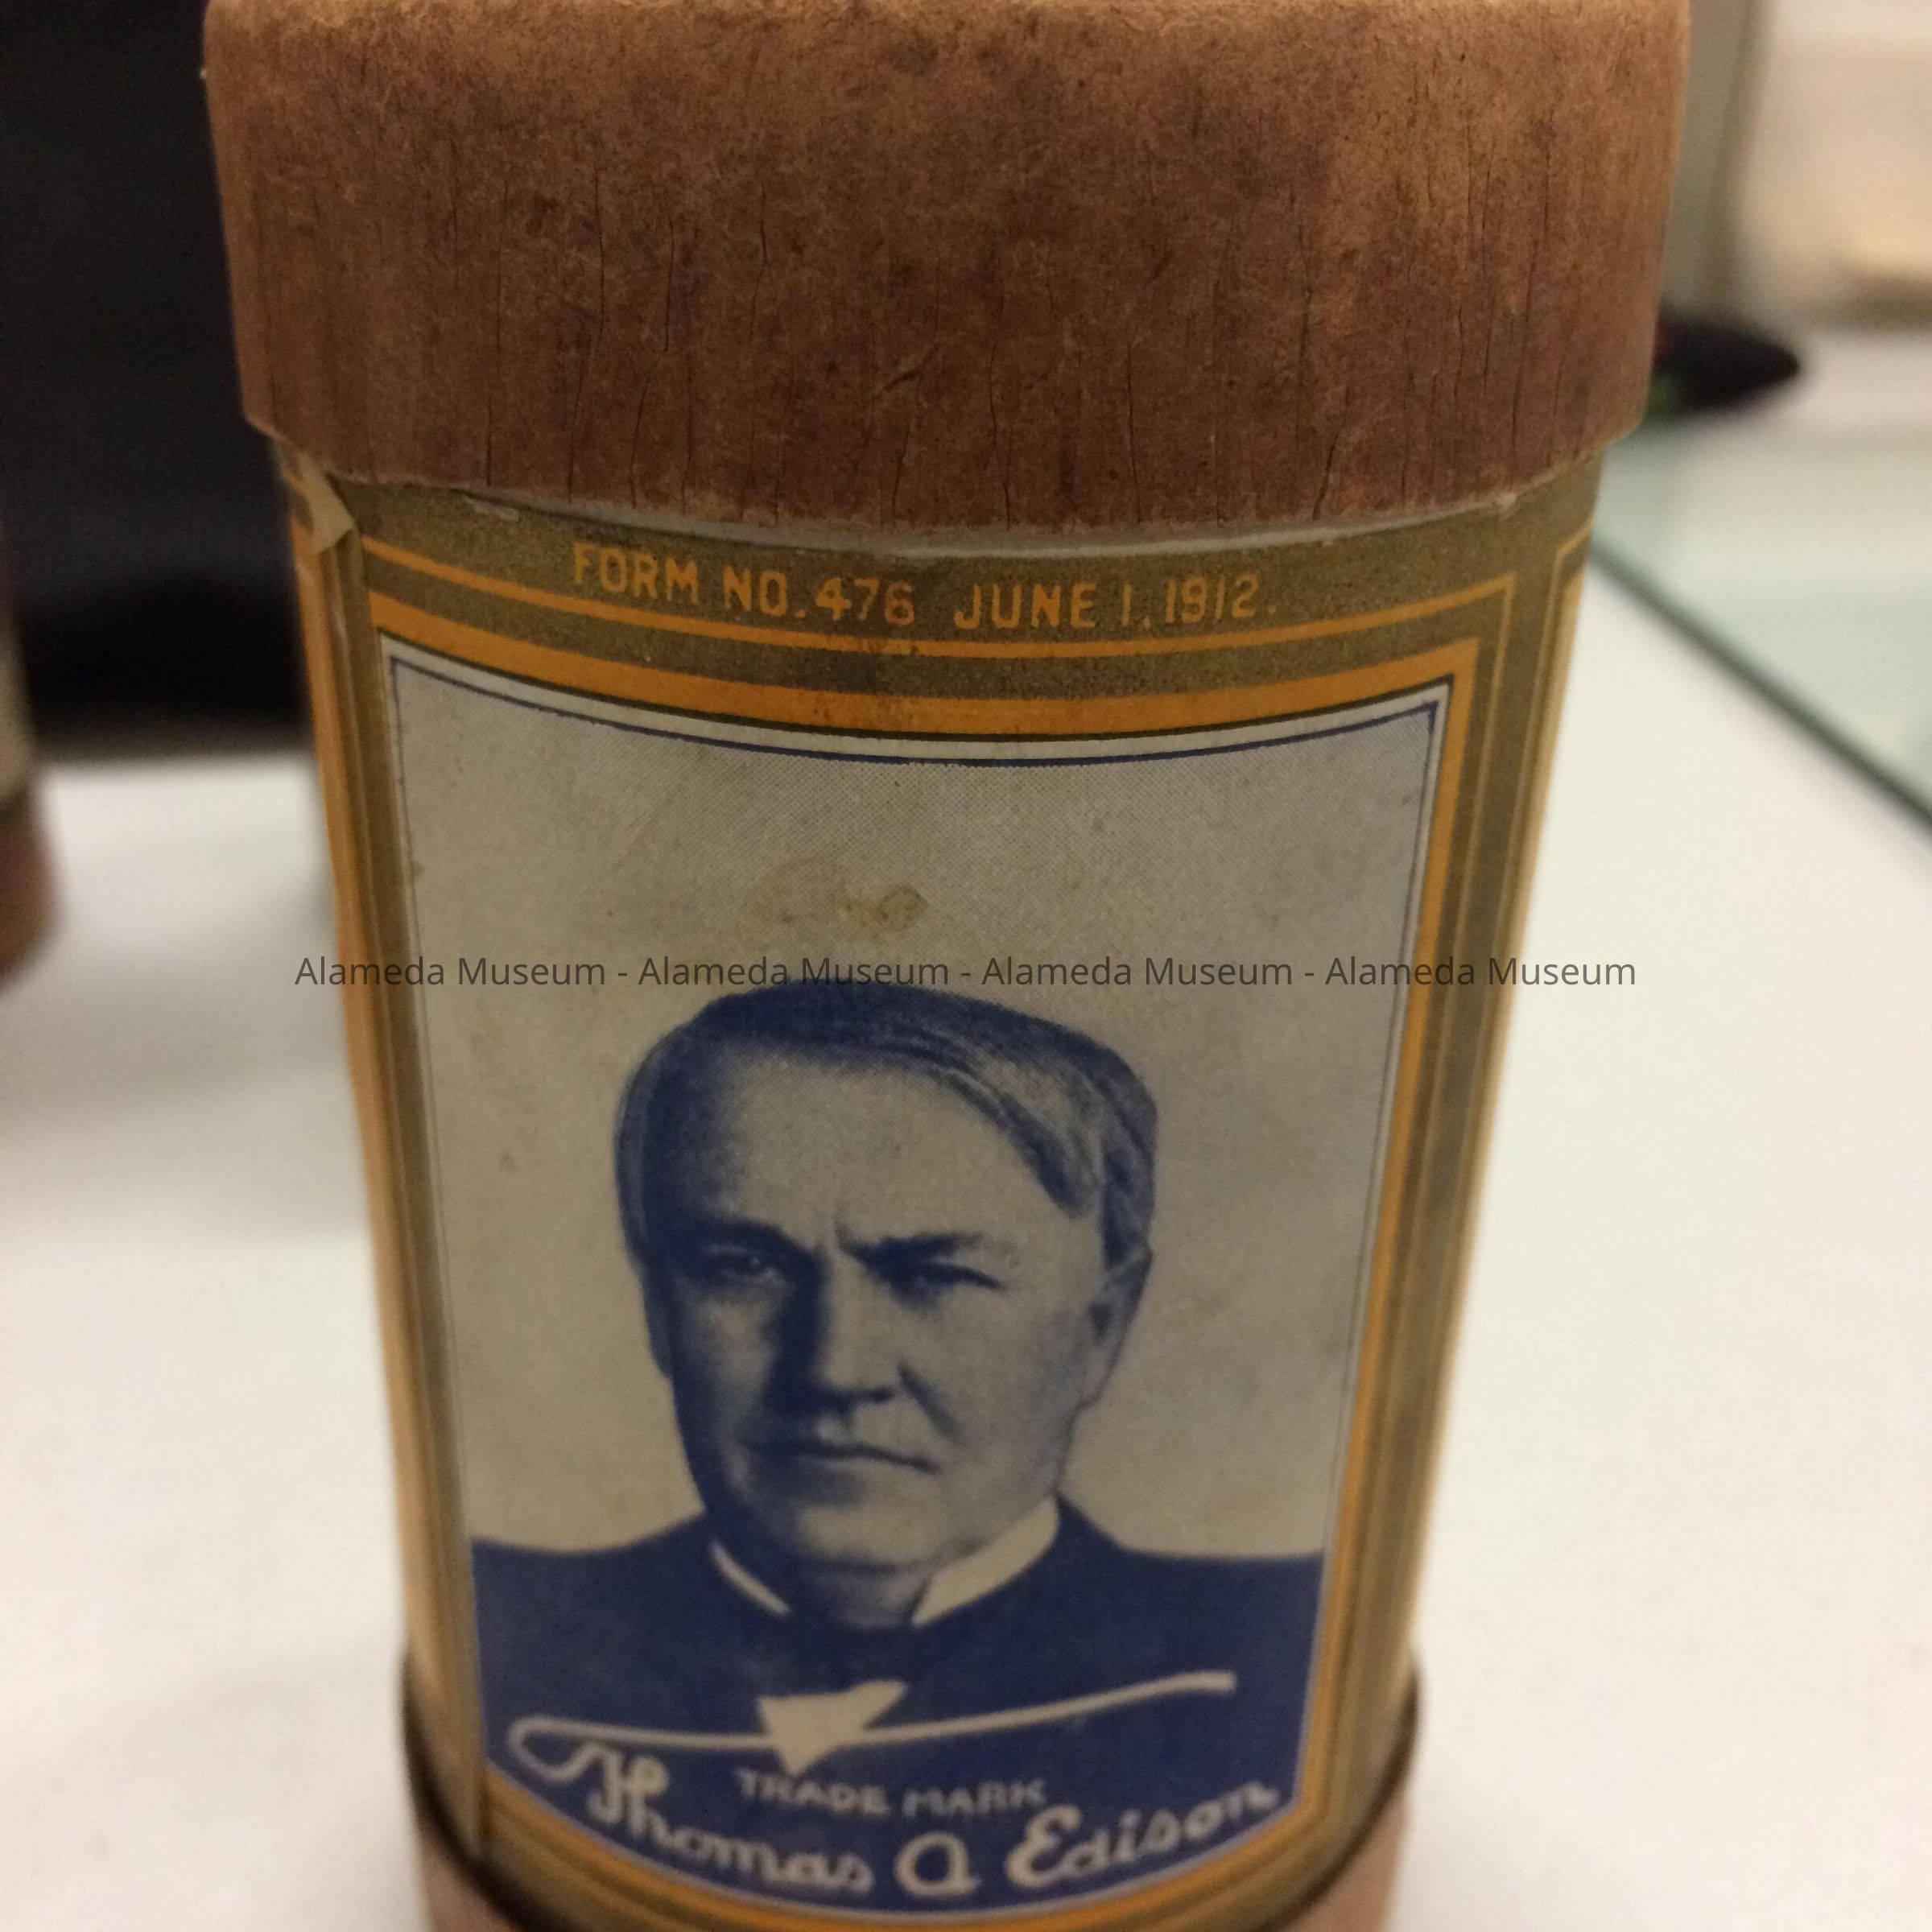 FORM NO. 476 JUNE 1, 1912.
Alameda Museum - Alameda Museum - Alameda Museum - Alameda Museum
TRADE MARK
Thomas A Edison